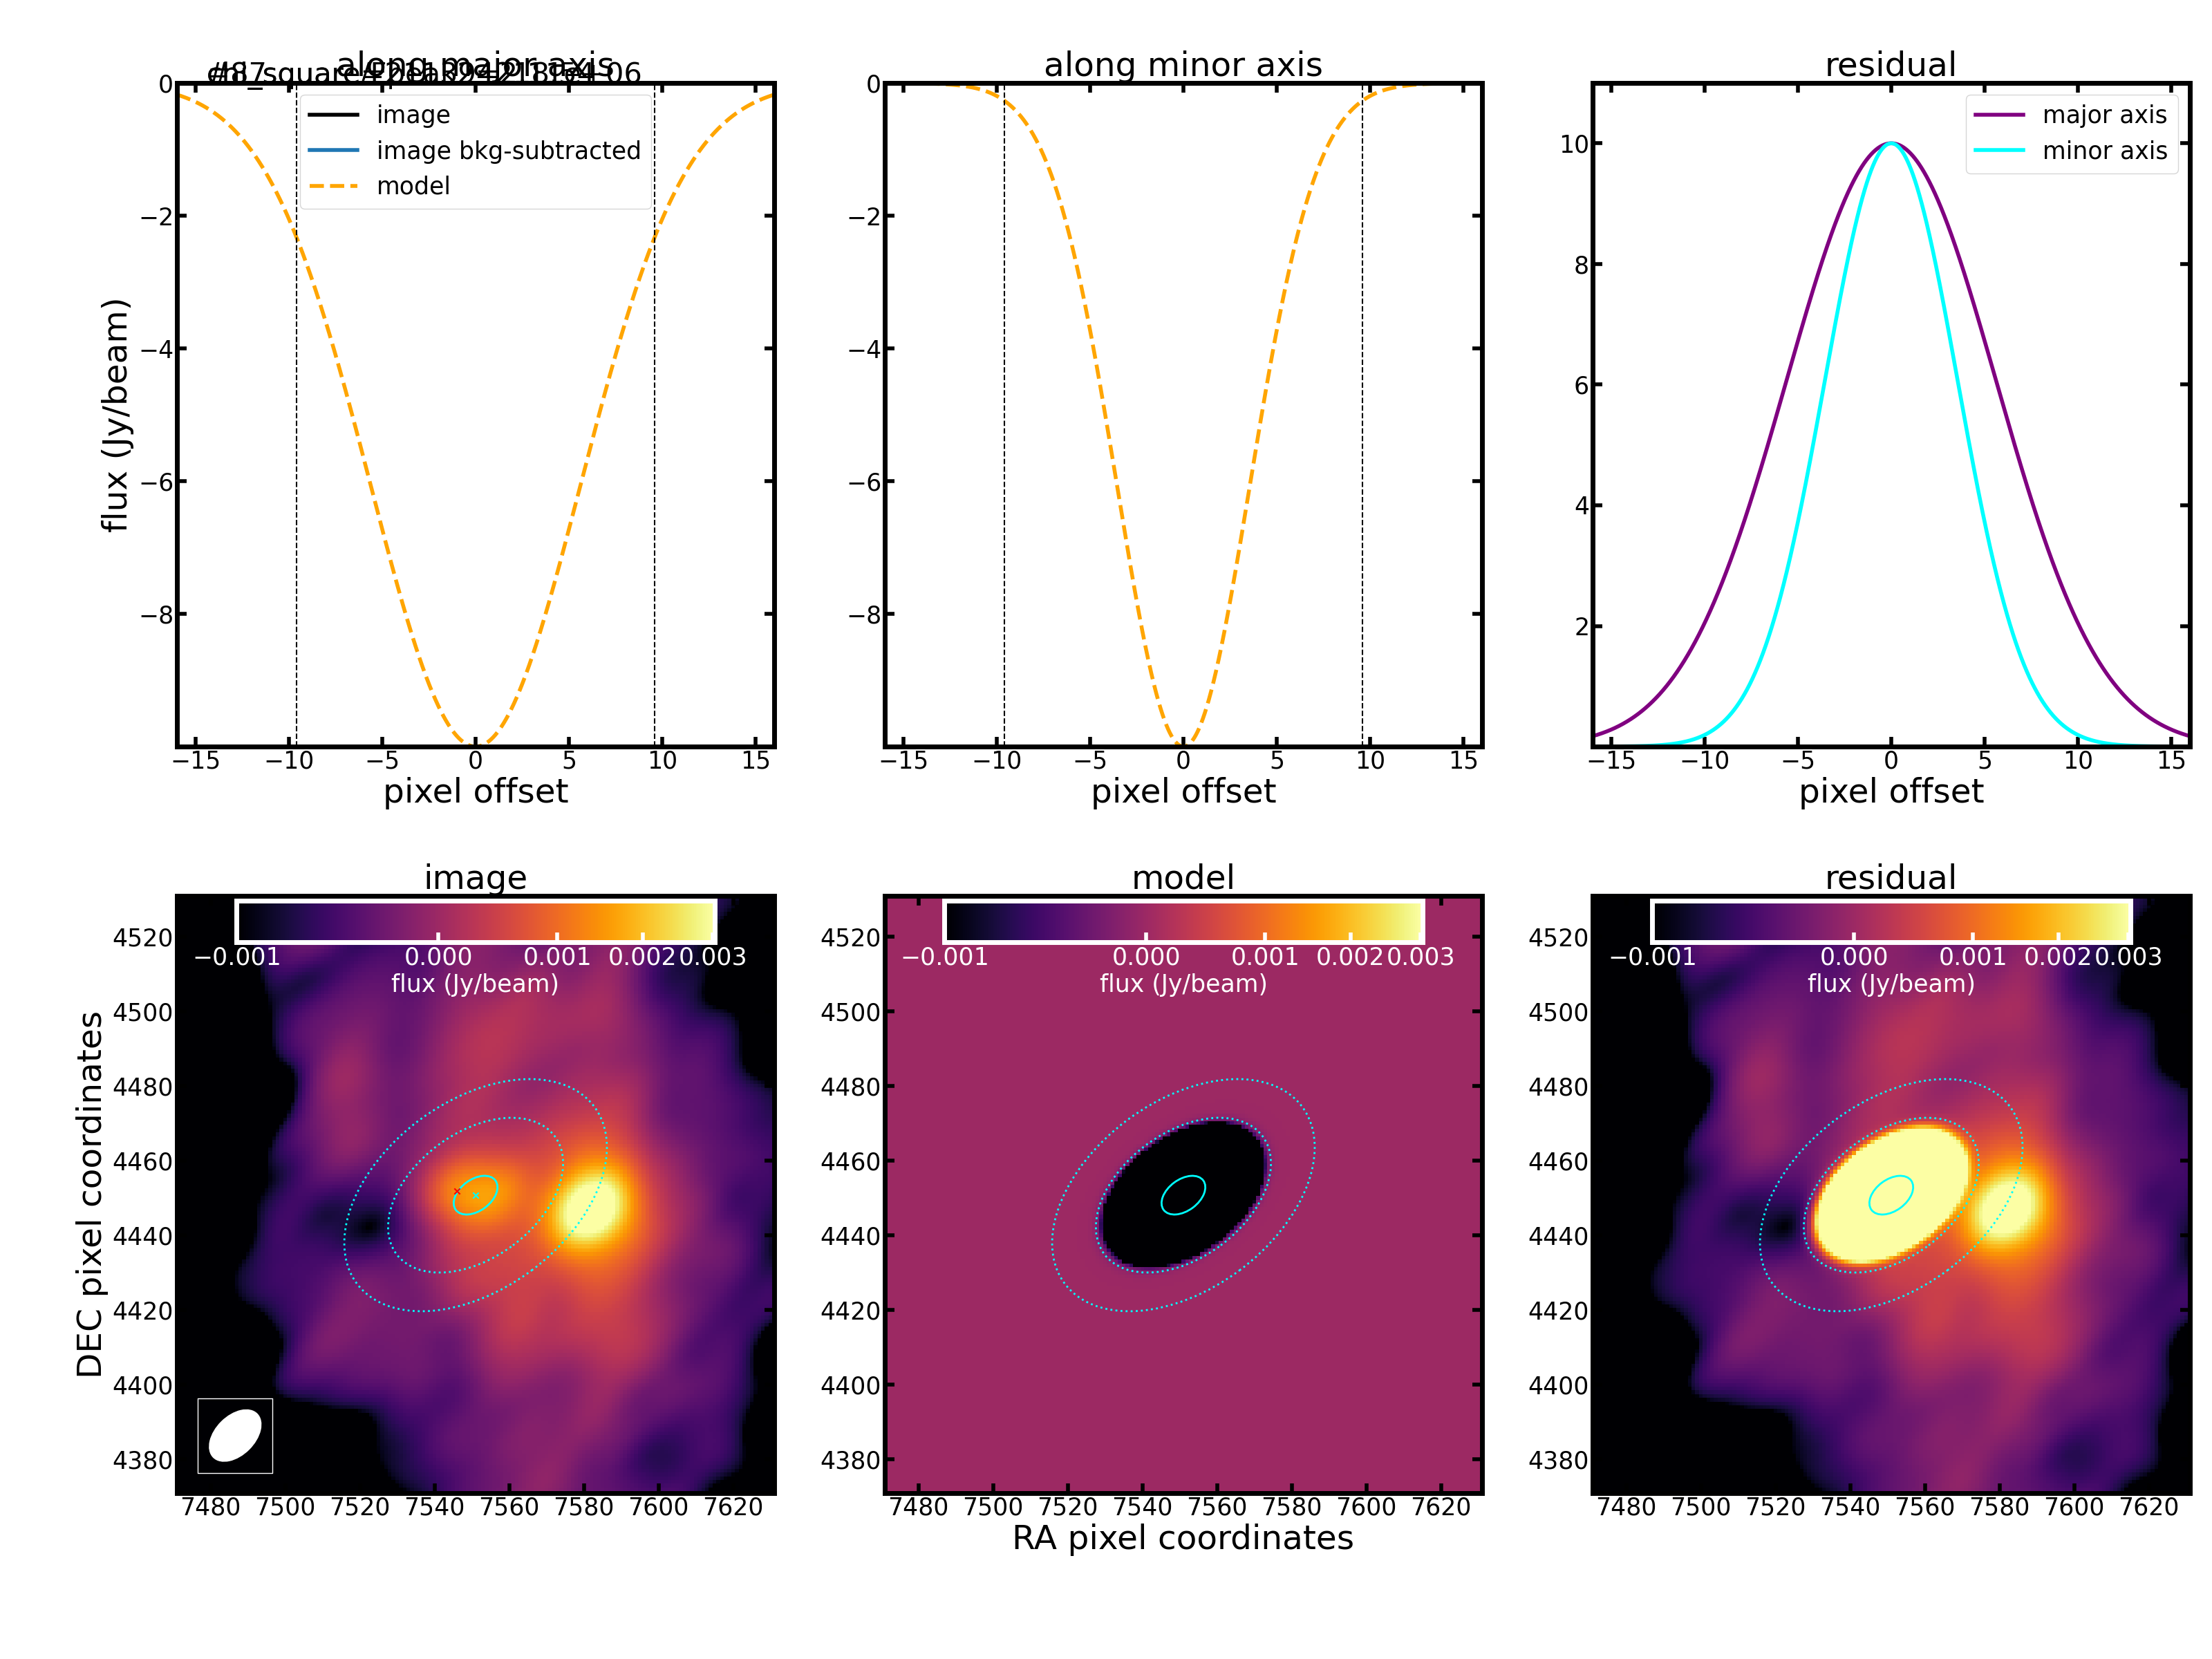 along major axis
along minor axis
residual
image
image bkg-subtracted
model
major axis
minor axis
flux (Jy/beam)
0
−2
−4
−6
−8
−15 −10 −5 0 5 10 15
pixel offset
0
−2
−4
−6
−8
−15 −10 −5 0 5 10 15
pixel offset
10
8
6
4
2
−15 −10 −5 0 5 10 15
pixel offset
image
model
residual
−0.001 0.000 0.001 0.002 0.003
flux (Jy/beam)
−0.001 0.000 0.001 0.002 0.003
flux (Jy/beam)
−0.001 0.000 0.001 0.002 0.003
flux (Jy/beam)
DEC pixel coordinates
4520
4500
4480
4460
4440
4420
4400
4380
7480 7500 7520 7540 7560 7580 7600 7620
4520
4500
4480
4460
4440
4420
4400
4380
7480 7500 7520 7540 7560 7580 7600 7620
4520
4500
4480
4460
4440
4420
4400
4380
7480 7500 7520 7540 7560 7580 7600 7620
RA pixel coordinates